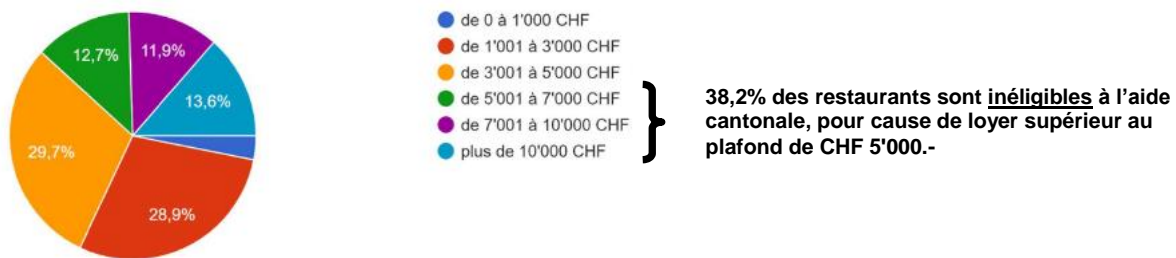 12,7%
11,9%
13,6%
29,7%
28,9%
de 0 à 1'000 CHF
de 1'001 à 3'000 CHF
de 3'001 à 5'000 CHF
de 5'001 à 7'000 CHF
de 7'001 à 10'000 CHF
plus de 10'000 CHF
38,2% des restaurants sont inéligibles à l'aide
cantonale, pour cause de loyer supérieur au
plafond de CHF 5'000.-